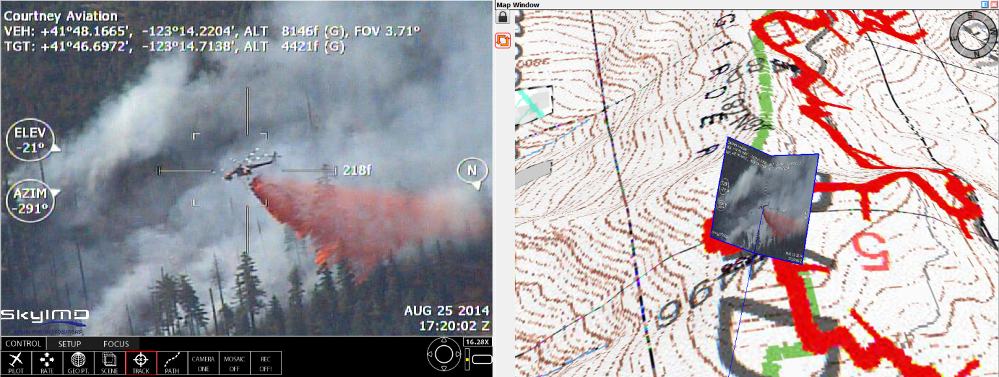 Courtney Aviation
VEH: +41º48.1665', -123º14.2204', ALT 8146f (G), FOV 3.71º
TGT: +41º46.6972', -123º14.7138', ALT 4421f (G)
ELEV
-21º
AZIM
-291º
218f
N
SKYIMD
AUG 25 2014
17:20:02 Z
CONTROL SETUP FOCUS
16.28X
PILOT RATE GEO PT. SCENE TRACK PATH CAMERA ONE MOSAIC OFF REC OFF!
Map Window
S
W
E
N
5